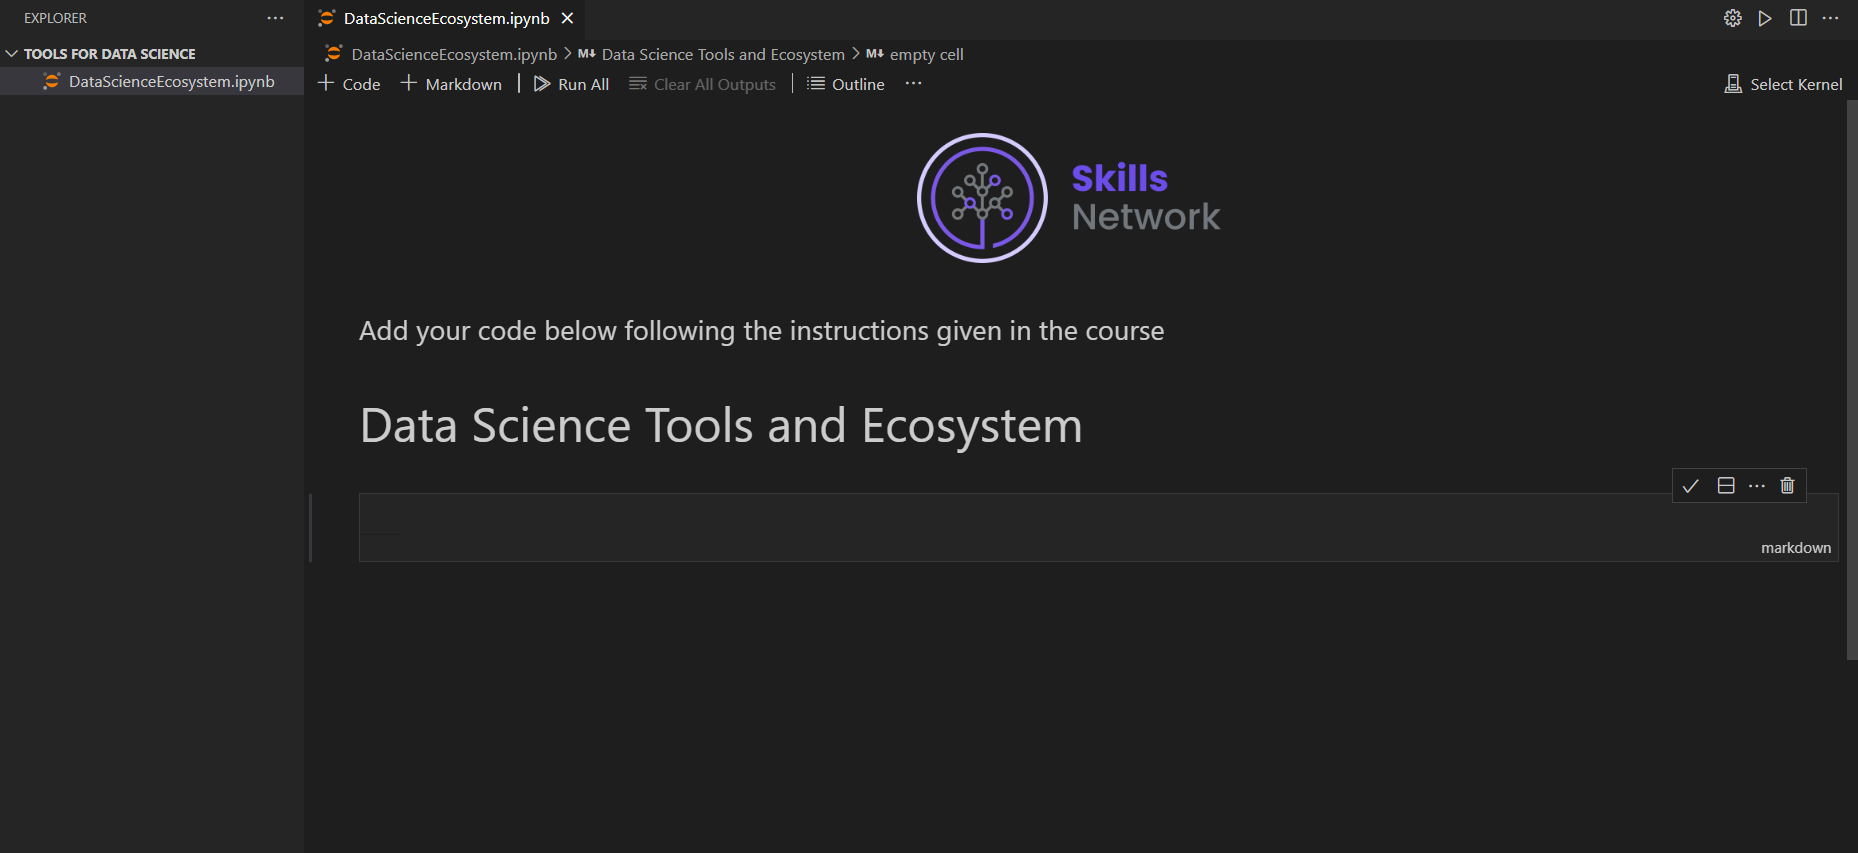 EXPLORER
TOOLS FOR DATA SCIENCE
DataScienceEcosystem.ipynb
DataScienceEcosystem.ipynb
DataScienceEcosystem.ipynb > M↓ Data Science Tools and Ecosystem > M↓ empty cell
+ Code + Markdown | Run All Clear All Outputs | Outline ... Select Kernel
Skills
Network
Add your code below following the instructions given in the course
Data Science Tools and Ecosystem
markdown